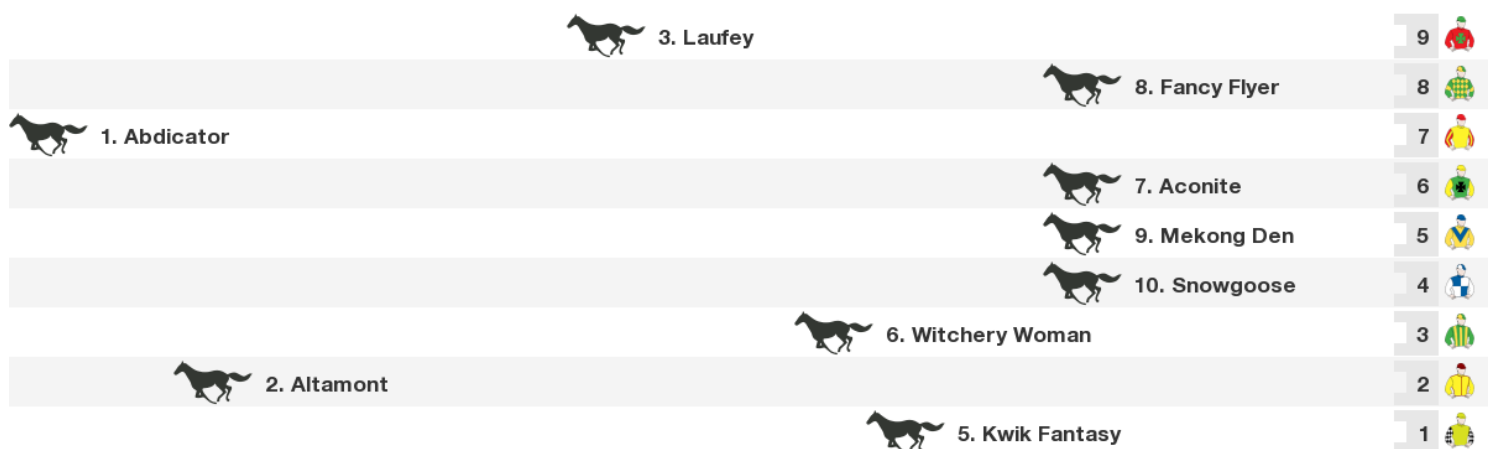 3. Laufey 9
8. Fancy Flyer 8
1. Abdicator 7
7. Aconite 6
9. Mekong Den 5
10. Snowgoose 4
6. Witchery Woman 3
2. Altamont 2
5. Kwik Fantasy 1